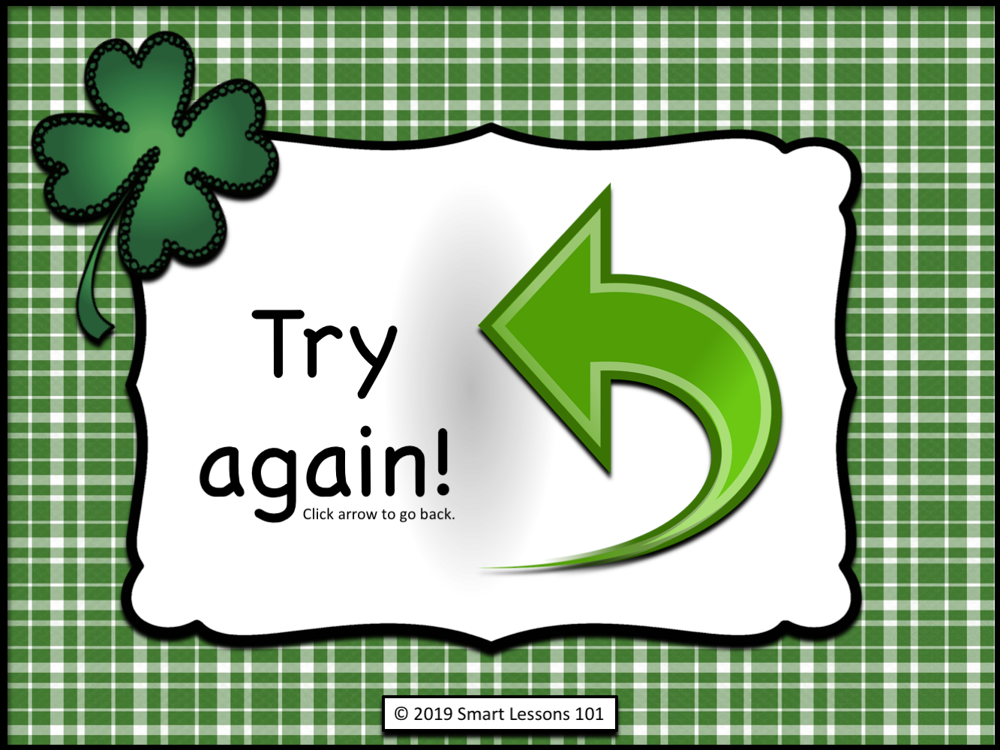 Try
again!
Click arrow to go back.
© 2019 Smart Lessons 101